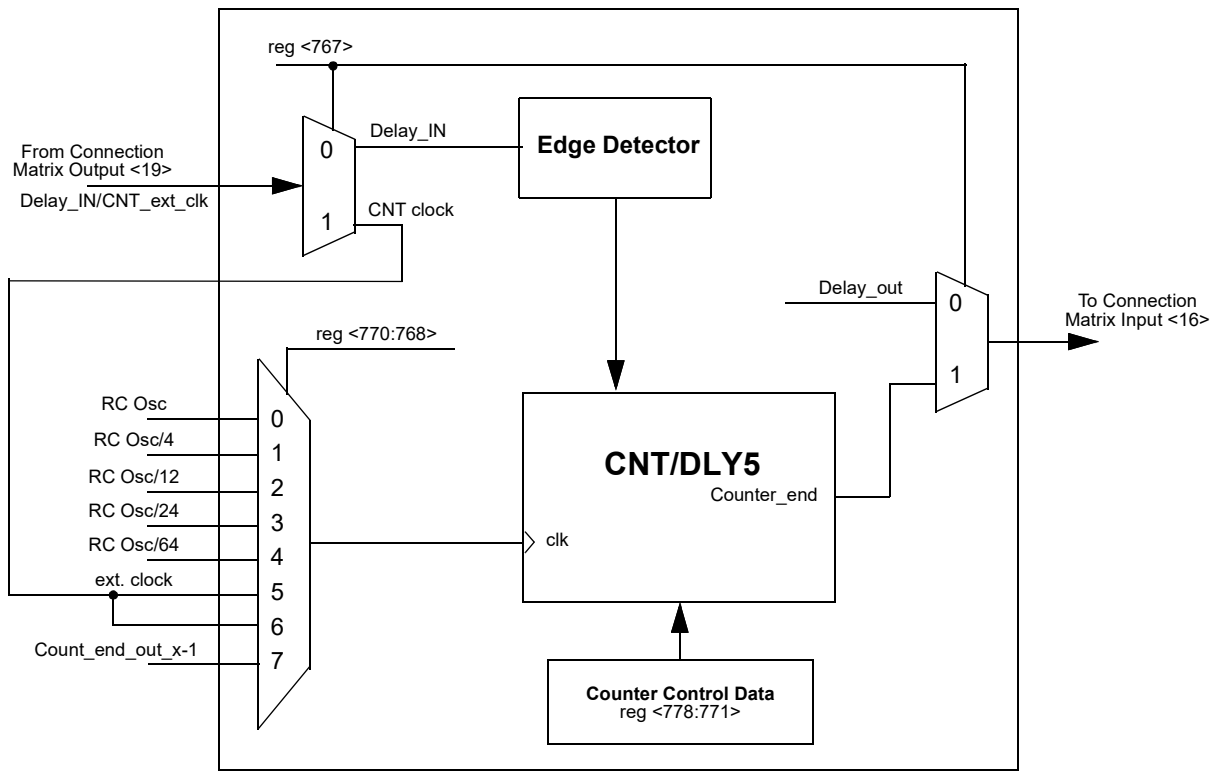 reg <767>
0
Delay_IN
Edge Detector
From Connection
Matrix Output <19>
Delay_IN/CNT_ext_clk
1
CNT clock
Delay_out
0
To Connection
Matrix Input <16>
1
reg <770:768>
RC Osc
0
RC Osc/4
1
RC Osc/12
2
RC Osc/24
3
RC Osc/64
4
ext. clock
5
6
Count_end_out_x-1
7
CNT/DLY5
Counter_end
clk
Counter Control Data
reg <778:771>